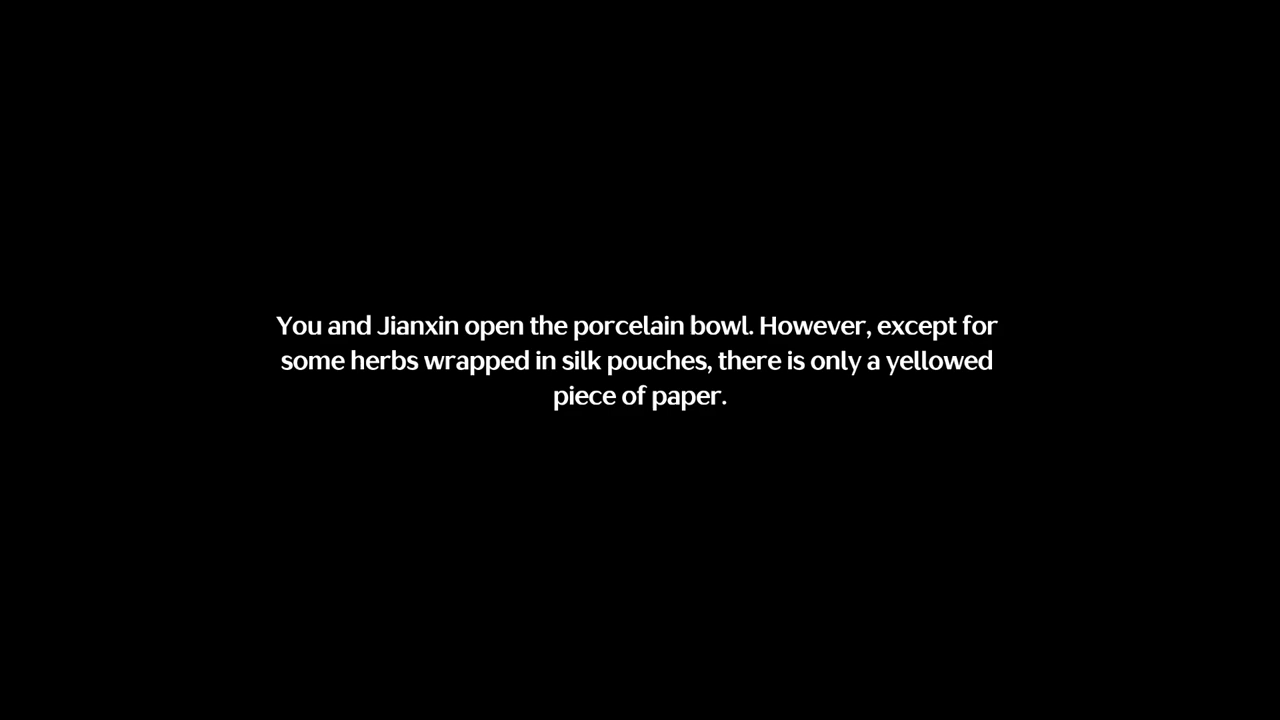 You and Jianxin open the porcelain bowl. However, except for
some herbs wrapped in silk pouches, there is only a yellowed
piece of paper.